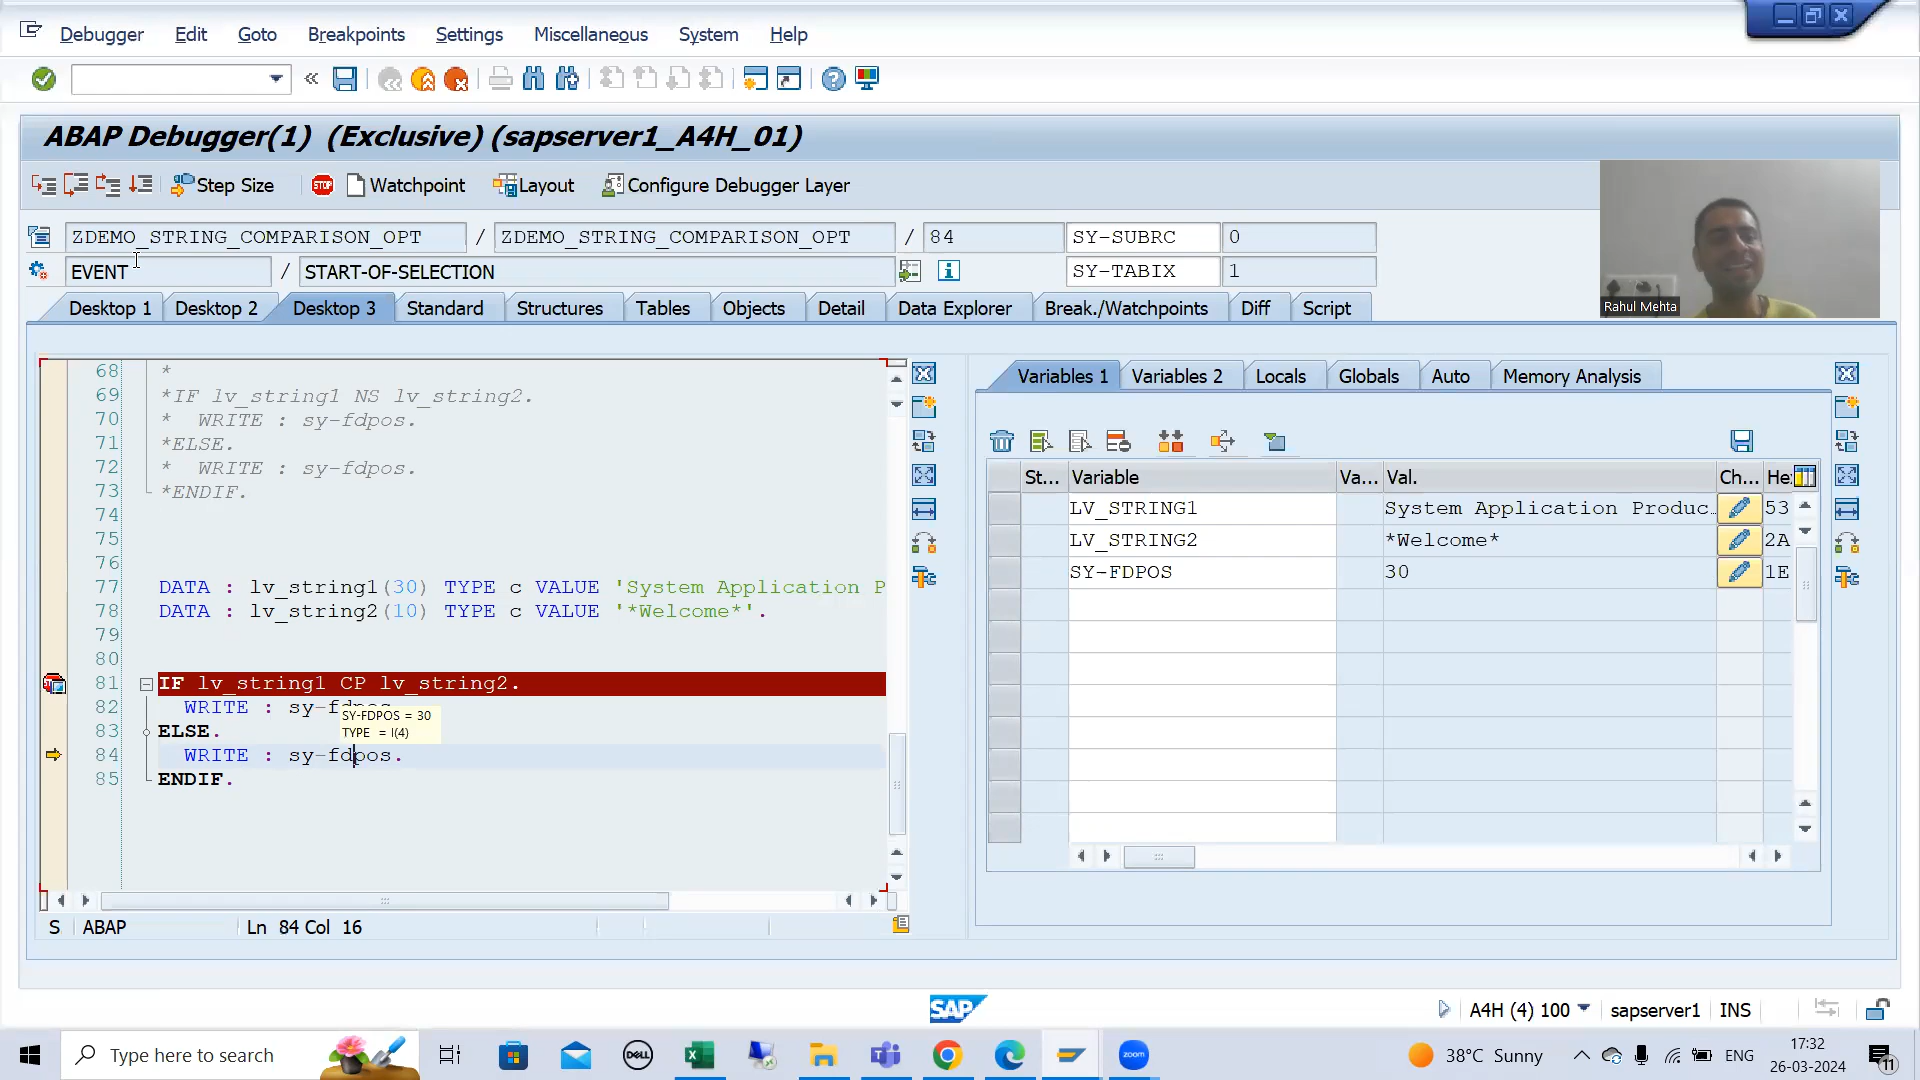 Debugger Edit Goto Breakpoints Settings Miscellaneous System Help
ABAP Debugger(1) (Exclusive) (sapserver1_A4H_01)
Step Size STOP Watchpoint Layout Configure Debugger Layer
ZDEMO_STRING_COMPARISON_OPT / ZDEMO_STRING_COMPARISON_OPT / 84 SY-SUBRC 0
EVENT / START-OF-SELECTION SY-TABIX 1
Rahul Mehta
Desktop 1 Desktop 2 Desktop 3 Standard Structures Tables Objects Detail Data Explorer Break./Watchpoints Diff Script
68 *
69 *IF lv_string1 NS lv_string2.
70 * WRITE : sy-fdpos.
71 *ELSE.
72 * WRITE : sy-fdpos.
73 *ENDIF.
74
75
76
77 DATA : lv_string1(30) TYPE c VALUE 'System Application P
78 DATA : lv_string2(10) TYPE c VALUE '*Welcome*'.
79
80
81 IF lv_string1 CP lv_string2.
82 WRITE : sy-fdpos.
SY-FDPOS = 30
TYPE = I(4)
83 ELSE.
84 WRITE : sy-fdpos.
85 ENDIF.
S ABAP Ln 84 Col 16
Variables 1 Variables 2 Locals Globals Auto Memory Analysis
St... Variable Va... Val. Ch... He
LV_STRING1 System Application Produc… 53
LV_STRING2 *Welcome* 2A
SY-FDPOS 30 1E
SAP
A4H (4) 100 sapserver1 INS
Type here to search
DELL
zoom
38°C Sunny
ENG
17:32
26-03-2024
11